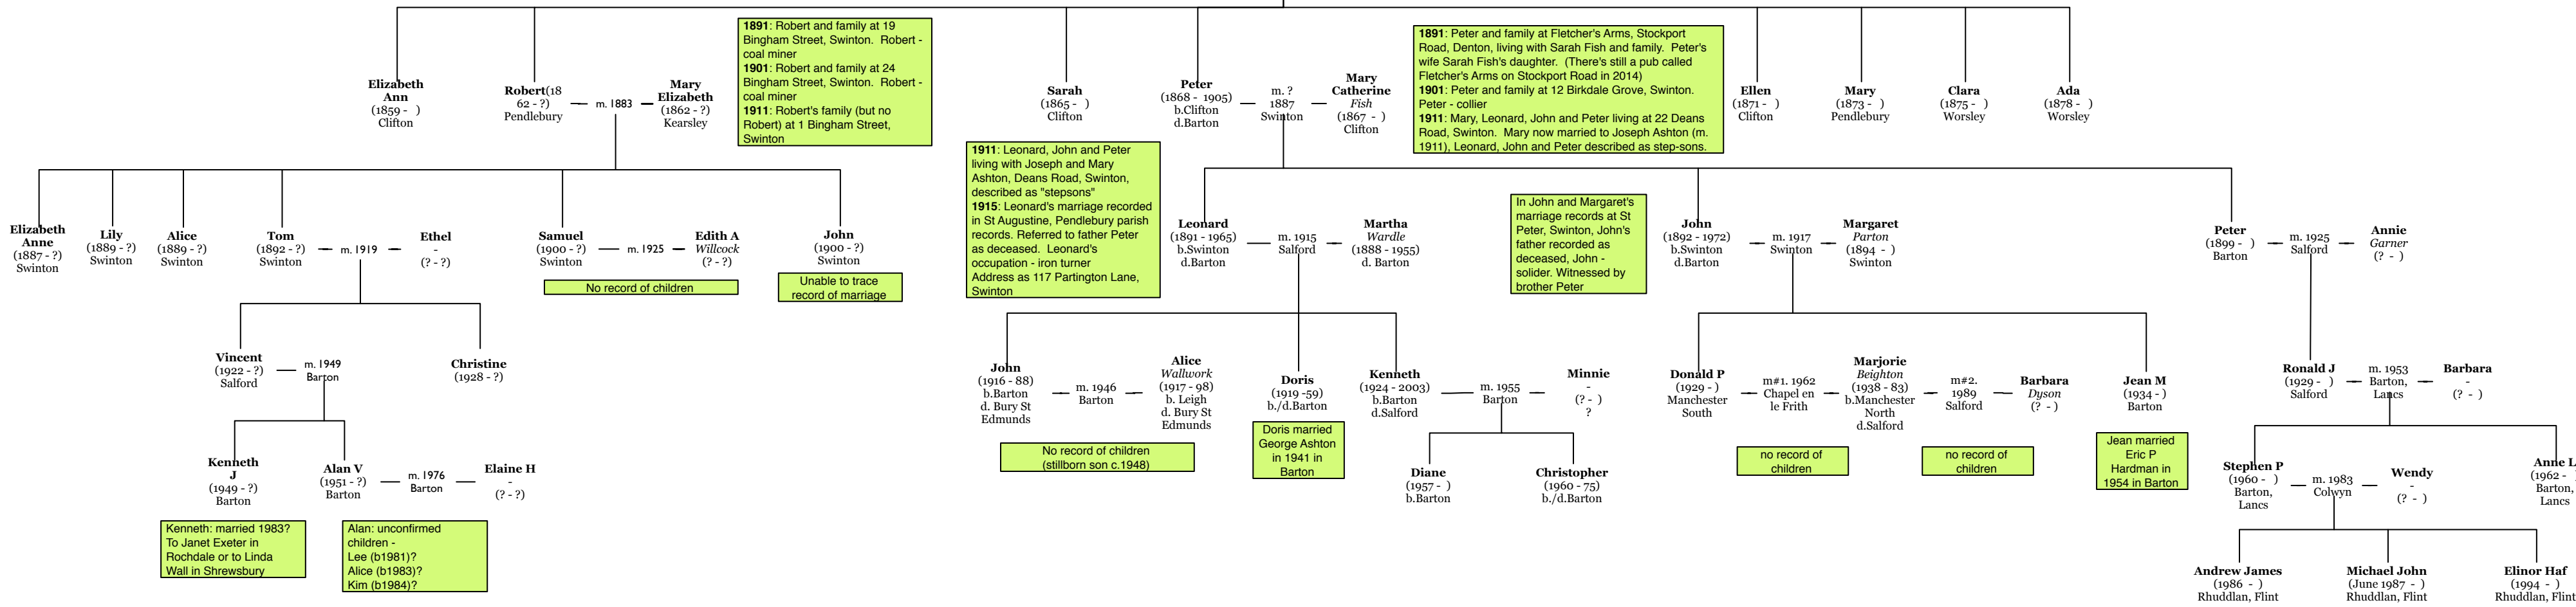 Elizabeth
Ann
(1859 - )
Clifton
Robert(18
62 - ?)
Pendlebury
m. 1883
Mary
Elizabeth
(1862 - ?)
Kearsley
1891: Robert and family at 19
Bingham Street, Swinton. Robert -
coal miner
1901: Robert and family at 24
Bingham Street, Swinton. Robert -
coal miner
1911: Robert's family (but no
Robert) at 1 Bingham Street,
Swinton
Sarah
(1865 - )
Clifton
Peter
(1868 - 1905)
b.Clifton
d.Barton
m. ?
1887
Swinton
Mary
Catherine
Fish
(1867 - )
Clifton
1891: Peter and family at Fletcher's Arms, Stockport
Road, Denton, living with Sarah Fish and family. Peter's
wife Sarah Fish's daughter. (There's still a pub called
Fletcher's Arms on Stockport Road in 2014)
1901: Peter and family at 12 Birkdale Grove, Swinton.
Peter - collier
1911: Mary, Leonard, John and Peter living at 22 Deans
Road, Swinton. Mary now married to Joseph Ashton (m.
1911), Leonard, John and Peter described as step-sons.
Ellen
(1871 - )
Clifton
Mary
(1873 - )
Pendlebury
Clara
(1875 - )
Worsley
Ada
(1878 - )
Worsley
Elizabeth
Anne
(1887 - ?)
Swinton
Lily
(1889 - ?)
Swinton
Alice
(1889 - ?)
Swinton
Tom
(1892 - ?)
Swinton
m. 1919
Ethel
-
(? - ?)
Samuel
(1900 - ?)
Swinton
m. 1925
Edith A
Willcock
(? - ?)
No record of children
John
(1900 - ?)
Swinton
Unable to trace
record of marriage
1911: Leonard, John and Peter
living with Joseph and Mary
Ashton, Deans Road, Swinton,
described as "stepsons"
1915: Leonard's marriage recorded
in St Augustine, Pendlebury parish
records. Referred to father Peter
as deceased. Leonard's
occupation - iron turner
Address as 117 Partington Lane,
Swinton
Leonard
(1891 - 1965)
b.Swinton
d.Barton
m. 1915
Salford
Martha
Wardle
(1888 - 1955)
d. Barton
In John and Margaret's
marriage records at St
Peter, Swinton, John's
father recorded as
deceased, John -
solider. Witnessed by
brother Peter
John
(1892 - 1972)
b.Swinton
d.Barton
m. 1917
Swinton
Margaret
Parton
(1894 - )
Swinton
Peter
(1899 - )
Barton
m. 1925
Salford
Annie
Garner
(? - )
Vincent
(1922 - ?)
Salford
m. 1949
Barton
Christine
(1928 - ?)
John
(1916 - 88)
b.Barton
d. Bury St
Edmunds
m. 1946
Barton
Alice
Wallwork
(1917 - 98)
b. Leigh
d. Bury St
Edmunds
No record of children
(stillborn son c.1948)
Doris
(1919 -59)
b./d.Barton
Doris married
George Ashton
in 1941 in
Barton
Kenneth
(1924 - 2003)
b.Barton
d.Salford
m. 1955
Barton
Minnie
-
(? - )
?
Donald P
(1929 - )
Manchester
South
m#1. 1962
Chapel en
le Frith
Marjorie
Beighton
(1938 - 83)
b.Manchester
North
d.Salford
m#2.
1989
Salford
Barbara
Dyson
(? - )
no record of
children
no record of
children
Jean M
(1934 - )
Barton
Jean married
Eric P
Hardman in
1954 in Barton
Ronald J
(1929 - )
Salford
m. 1953
Barton,
Lancs
Barbara
-
(? - )
Kenneth
J
(1949 - ?)
Barton
Alan V
(1951 - ?)
Barton
m. 1976
Barton
Elaine H
-
(? - ?)
Diane
(1957 - )
b.Barton
Christopher
(1960 - 75)
b./d.Barton
Stephen P
(1960 - )
Barton,
Lancs
m. 1983
Colwyn
Wendy
-
(? - )
Anne L
(1962 -
Barton,
Lancs
Kenneth: married 1983?
To Janet Exeter in
Rochdale or to Linda
Wall in Shrewsbury
Alan: unconfirmed
children -
Lee (b1981)?
Alice (b1983)?
Kim (b1984)?
Andrew James
(1986 - )
Rhuddlan, Flint
Michael John
(June 1987 - )
Rhuddlan, Flint
Elinor Haf
(1994 - )
Rhuddlan, Flint